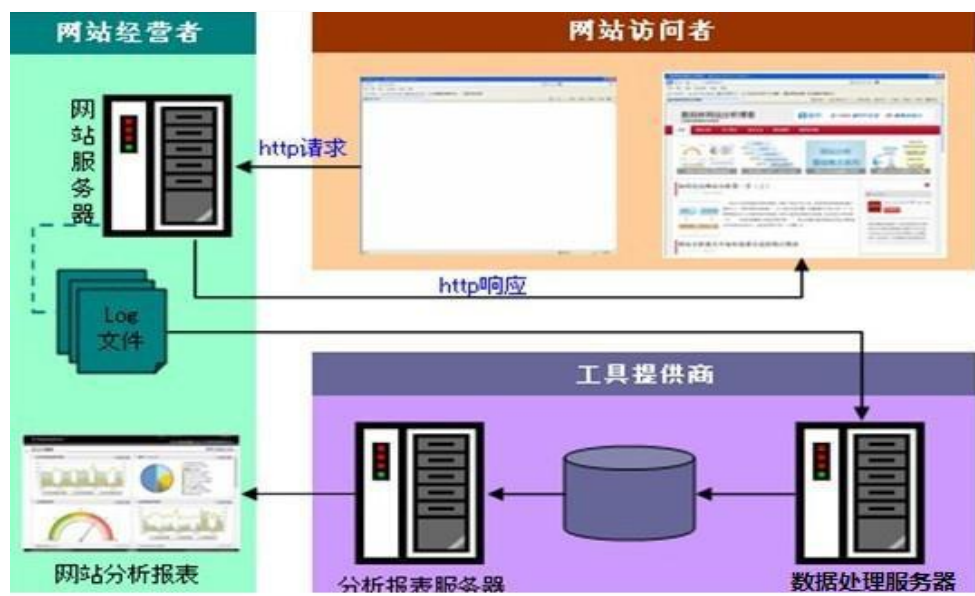 网站经营者
网站访问者
网站服务器
http请求
http响应
Log
文件
工具提供商
网站分析报表
分析报表服务器
数据处理服务器